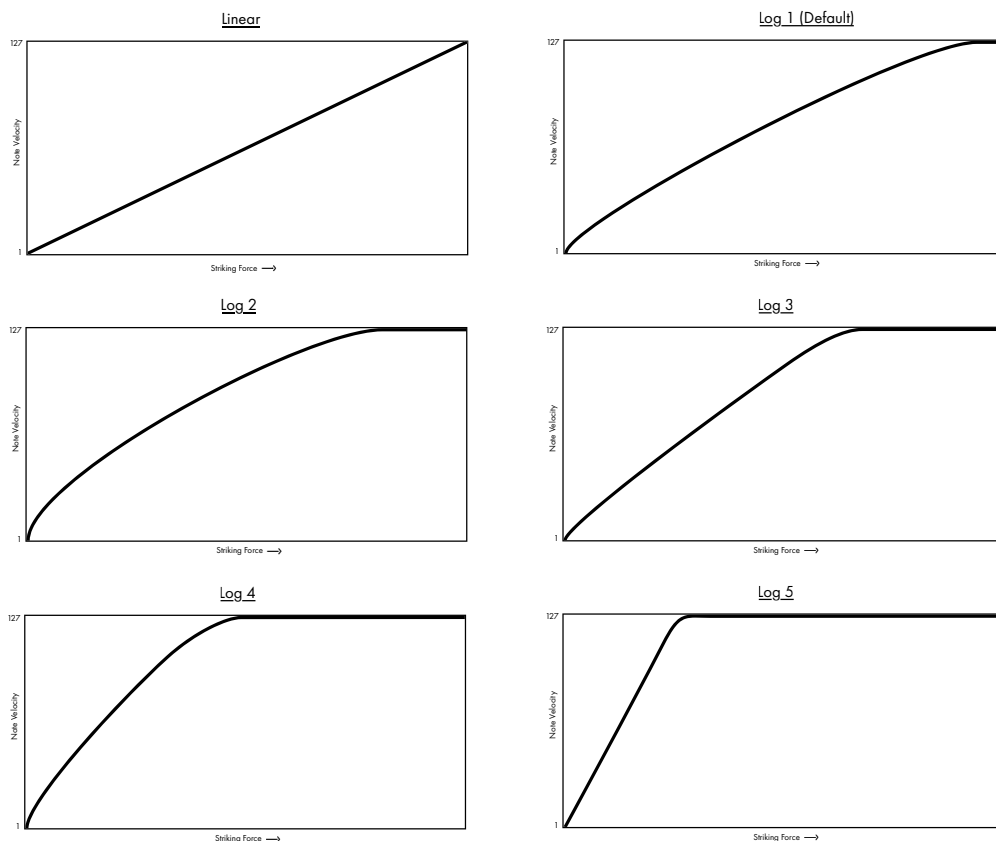 Linear
127
Note Velocity
1
Striking Force →
Log 1 (Default)
127
Note Velocity
1
Striking Force →
Log 2
127
Note Velocity
1
Striking Force →
Log 3
127
Note Velocity
1
Striking Force →
Log 4
127
Note Velocity
1
Striking Force →
Log 5
127
Note Velocity
1
Striking Force →